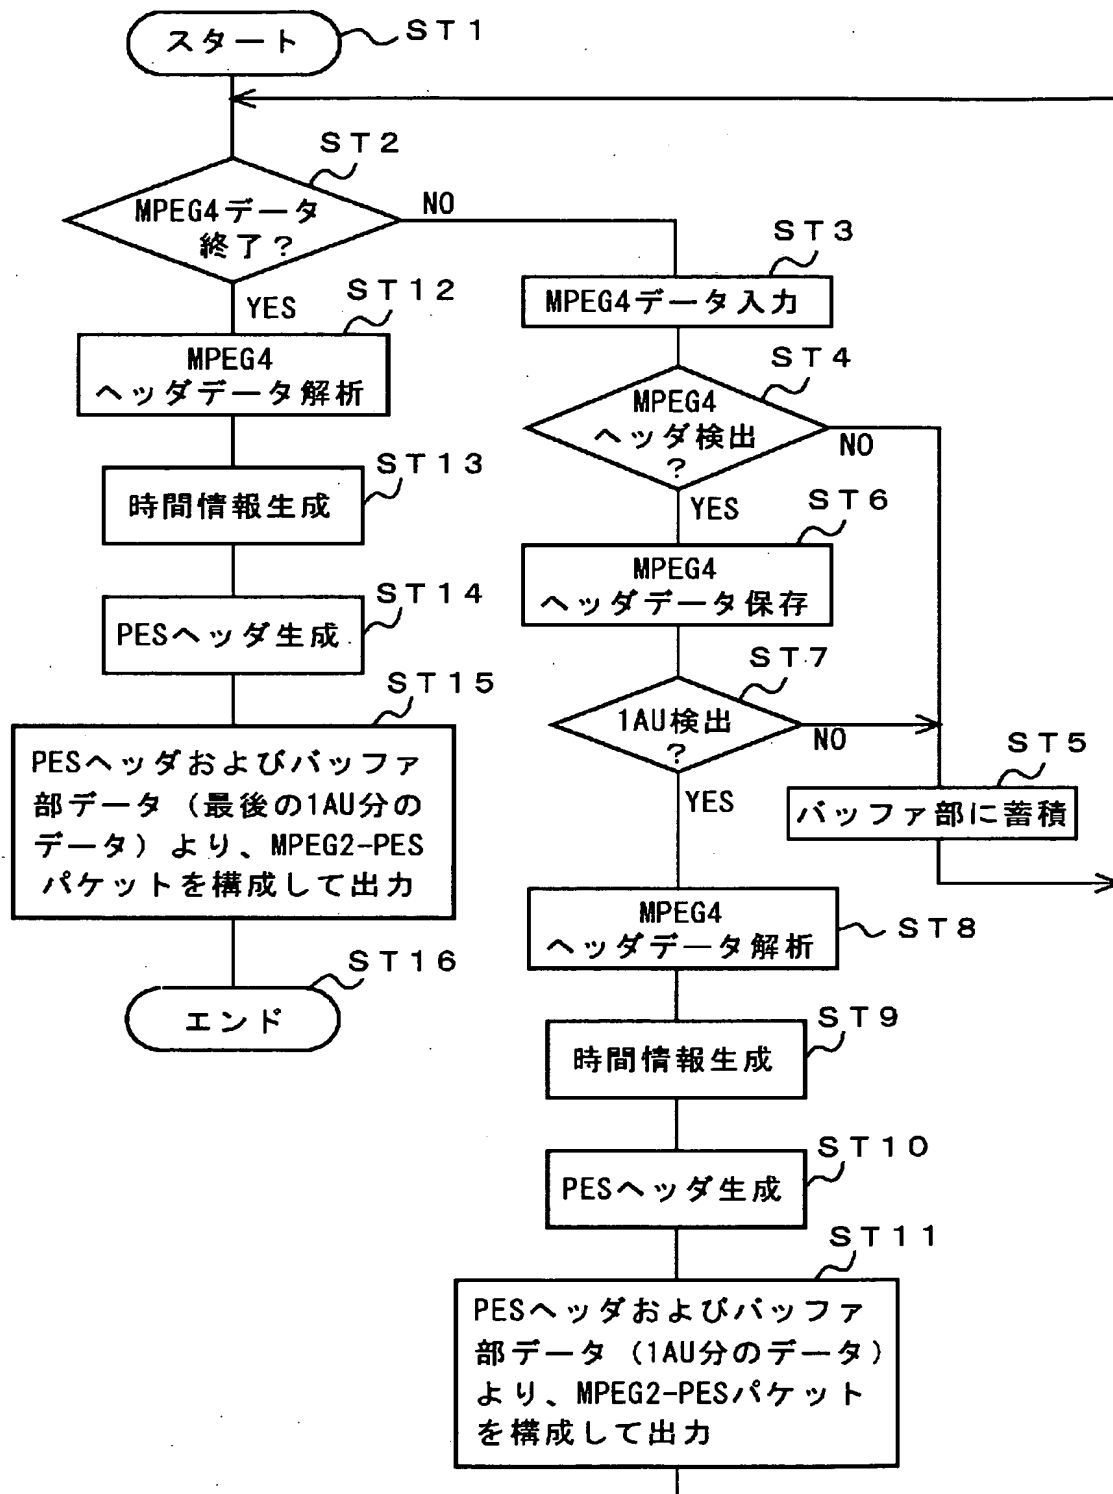 スタート
ST1
ST2
MPEG4データ
終了?
NO
YES
ST12
MPEG4
ヘッダデータ解析
ST13
時間情報生成
ST14
PESヘッダ生成
ST15
PESヘッダおよびバッファ
部データ(最後の1AU分の
データ)より、MPEG2-PES
パケットを構成して出力
ST16
エンド
ST3
MPEG4データ入力
ST4
MPEG4
ヘッダ検出
?
NO
YES
ST6
MPEG4
ヘッダデータ保存
ST7
1AU検出
?
NO
YES
ST5
バッファ部に蓄積
MPEG4
ヘッダデータ解析
ST8
ST9
時間情報生成
ST10
PESヘッダ生成
ST11
PESヘッダおよびバッファ
部データ(1AU分のデータ)
より、MPEG2-PESパケット
を構成して出力